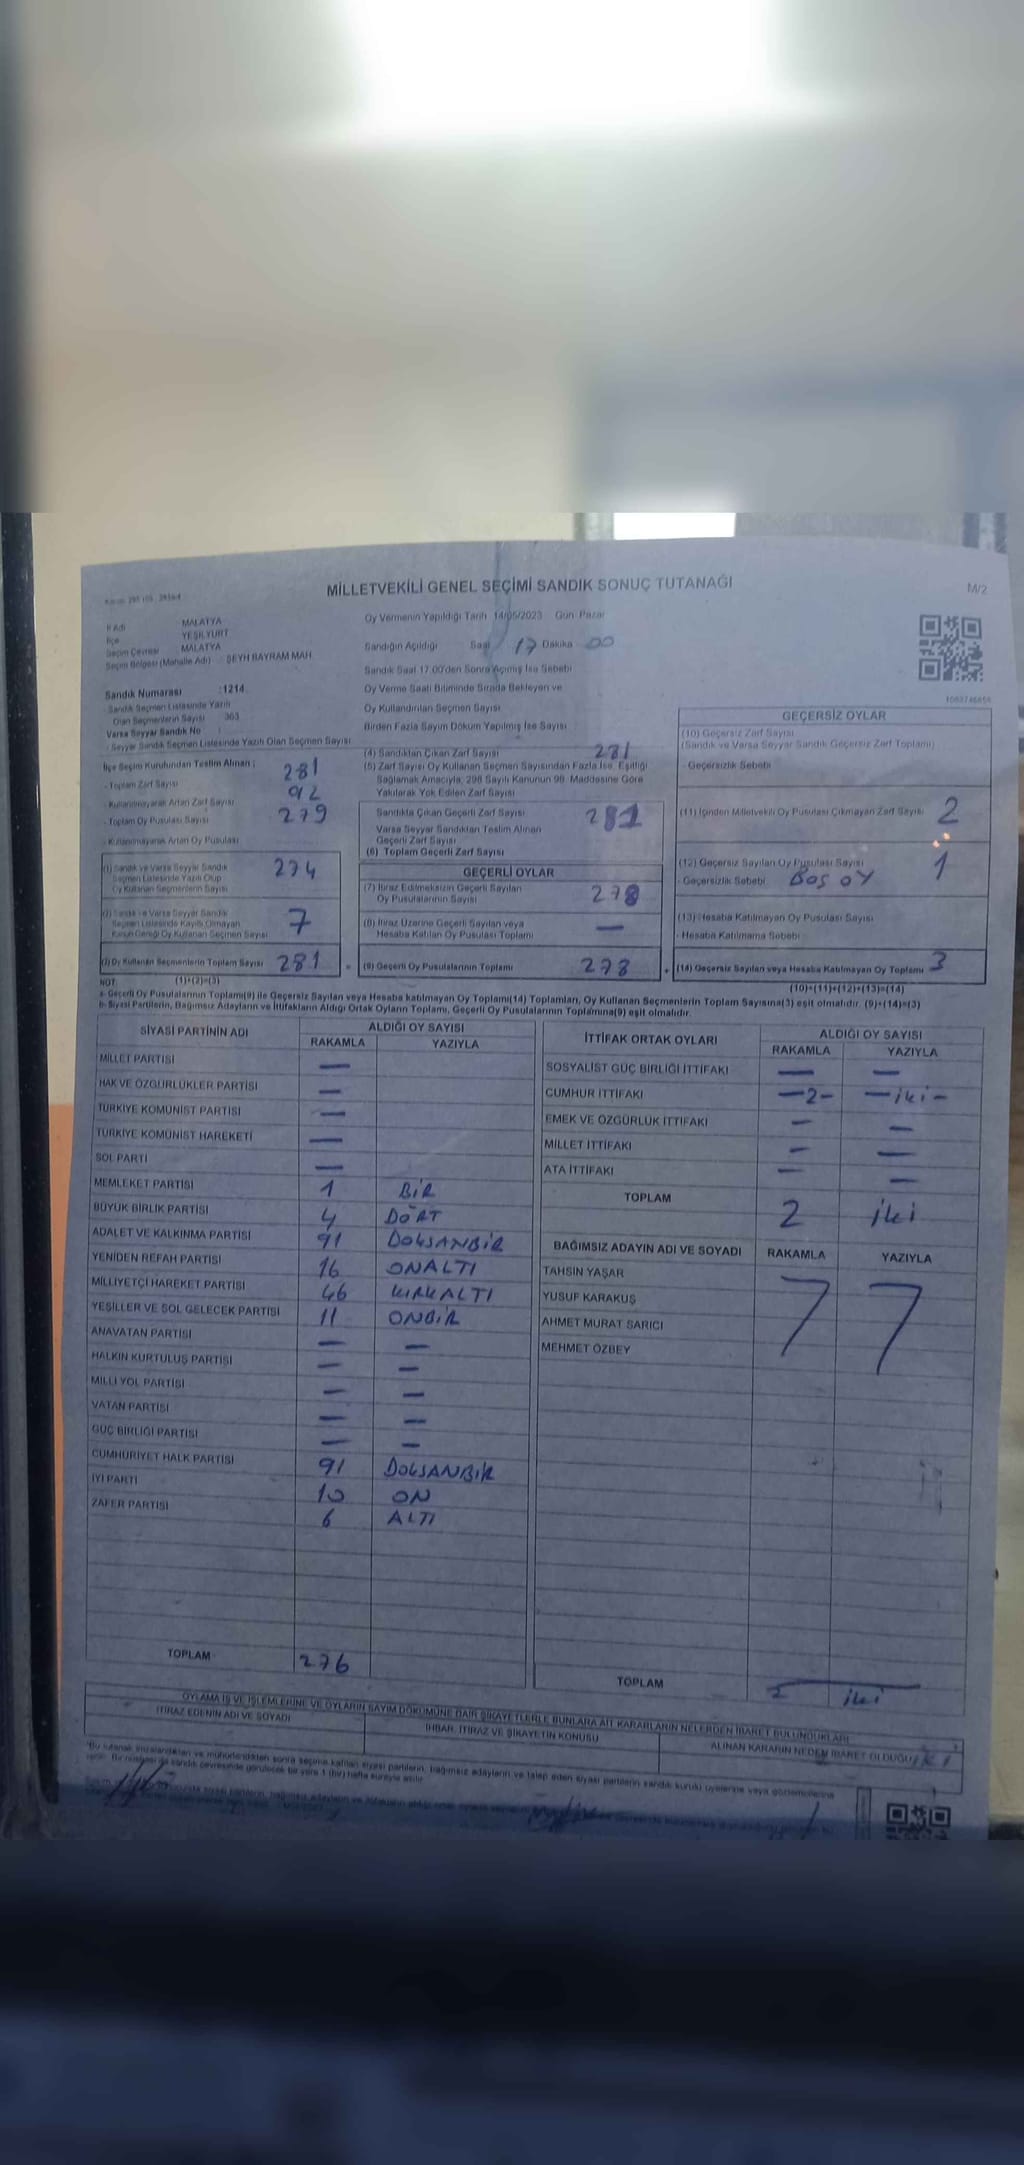 MİLLETVEKİLİ GENEL SEÇİMİ SANDIK SONUÇ TUTANAĞI
M/2
İl Adı MALATYA
İlçe YEŞİLYURT
Seçim Çevresi MALATYA
Seçim Bölgesi (Mahalle Adı) : ŞEYH BAYRAM MAH.
Oy Vermenin Yapıldığı Tarih 14/05/2023 Gün Pazar
Sandığın Açıldığı Saat 17 Dakika 00
Sandık Saat 17.00'den Sonra Açılmış İse Sebebi
Oy Verme Saati Bitiminde Sırada Bekleyen ve
Oy Kullandırılan Seçmen Sayısı
Birden Fazla Sayım Döküm Yapılmış İse Sayısı
Sandık Numarası :1214
- Sandık Seçmen Listesinde Yazılı
Olan Seçmenlerin Sayısı 363
Varsa Seyyar Sandık No :
- Seyyar Sandık Seçmen Listesinde Yazılı Olan Seçmen Sayısı
İlçe Seçim Kurulundan Teslim Alınan ;
- Toplam Zarf Sayısı 281
- Kullanılmayarak Artan Zarf Sayısı 92
- Toplam Oy Pusulası Sayısı 279
- Kullanılmayarak Artan Oy Pusulası
(1) Sandık ve Varsa Seyyar Sandık
Seçmen Listesinde Yazılı Olup
Oy Kullanan Seçmenlerin Sayısı 274
(2) Sandık ve Varsa Seyyar Sandık
Seçmen Listesinde Kayıtlı Olmayan
Kanun Gereği Oy Kullanan Seçmen Sayısı 7
(3) Oy Kullanan Seçmenlerin Toplam Sayısı 281
(1)+(2)=(3)
(4) Sandıktan Çıkan Zarf Sayısı 281
(5) Zarf Sayısı Oy Kullanan Seçmen Sayısından Fazla İse, Eşitliği
Sağlamak Amacıyla, 298 Sayılı Kanunun 98. Maddesine Göre
Yakılarak Yok Edilen Zarf Sayısı
Sandıkta Çıkan Geçerli Zarf Sayısı 281
Varsa Seyyar Sandıktan Teslim Alınan
Geçerli Zarf Sayısı
(6) Toplam Geçerli Zarf Sayısı
GEÇERLİ OYLAR
(7) İtiraz Edilmeksizin Geçerli Sayılan
Oy Pusulalarının Sayısı 278
(8) İtiraz Üzerine Geçerli Sayılan veya
Hesaba Katılan Oy Pusulası Toplamı —
(9) Geçerli Oy Pusulalarının Toplamı 278
GEÇERSİZ OYLAR
(10) Geçersiz Zarf Sayısı
(Sandık ve Varsa Seyyar Sandık Geçersiz Zarf Toplamı)
- Geçersizlik Sebebi
(11) İçinden Milletvekili Oy Pusulası Çıkmayan Zarf Sayısı 2
(12) Geçersiz Sayılan Oy Pusulası Sayısı 1
- Geçersizlik Sebebi BOŞ OY
(13) Hesaba Katılmayan Oy Pusulası Sayısı
- Hesaba Katılmama Sebebi
(14) Geçersiz Sayılan veya Hesaba Katılmayan Oy Toplamı 3
(10)+(11)+(12)+(13)=(14)
NOT:
a- Geçerli Oy Pusulalarının Toplamı(9) ile Geçersiz Sayılan veya Hesaba katılmayan Oy Toplamı(14) Toplamları, Oy Kullanan Seçmenlerin Toplam Sayısına(3) eşit olmalıdır. (9)+(14)=(3)
b- Siyasi Partilerin, Bağımsız Adayların ve İttifakların Aldığı Ortak Oyların Toplamı, Geçerli Oy Pusulalarının Toplamına(9) eşit olmalıdır.
SİYASİ PARTİNİN ADI ALDIĞI OY SAYISI
RAKAMLA YAZIYLA
MİLLET PARTİSİ —
HAK VE ÖZGÜRLÜKLER PARTİSİ —
TÜRKİYE KOMÜNİST PARTİSİ —
TÜRKİYE KOMÜNİST HAREKETİ —
SOL PARTİ —
MEMLEKET PARTİSİ 1 BİR
BÜYÜK BİRLİK PARTİSİ 4 DÖRT
ADALET VE KALKINMA PARTİSİ 91 DOKSANBİR
YENİDEN REFAH PARTİSİ 16 ONALTI
MİLLİYETÇİ HAREKET PARTİSİ 46 KIRKALTI
YEŞİLLER VE SOL GELECEK PARTİSİ 11 ONBİR
ANAVATAN PARTİSİ — —
HALKIN KURTULUŞ PARTİSİ — —
MİLLİ YOL PARTİSİ — —
VATAN PARTİSİ — —
GÜÇ BİRLİĞİ PARTİSİ — —
CUMHURİYET HALK PARTİSİ 91 DOKSANBİR
İYİ PARTİ 10 ON
ZAFER PARTİSİ 6 ALTI
TOPLAM 276
İTTİFAK ORTAK OYLARI ALDIĞI OY SAYISI
RAKAMLA YAZIYLA
SOSYALİST GÜÇ BİRLİĞİ İTTİFAKI — —
CUMHUR İTTİFAKI —2— —iki—
EMEK VE ÖZGÜRLÜK İTTİFAKI — —
MİLLET İTTİFAKI — —
ATA İTTİFAKI — —
TOPLAM 2 iki
BAĞIMSIZ ADAYIN ADI VE SOYADI RAKAMLA YAZIYLA
TAHSİN YAŞAR
YUSUF KARAKUŞ
AHMET MURAT SARICI
MEHMET ÖZBEY
TOPLAM 2 iki
OYLAMA İŞ VE İŞLEMLERİNE VE OYLARIN SAYIM DÖKÜMÜNE DAİR ŞİKAYETLERLE BUNLARA AİT KARARLARIN NELERDEN İBARET BULUNDUKLARI
İTİRAZ EDENİN ADI VE SOYADI
İHBAR, İTİRAZ VE ŞİKAYETİN KONUSU
ALINAN KARARIN NEDEN İBARET OLDUĞU